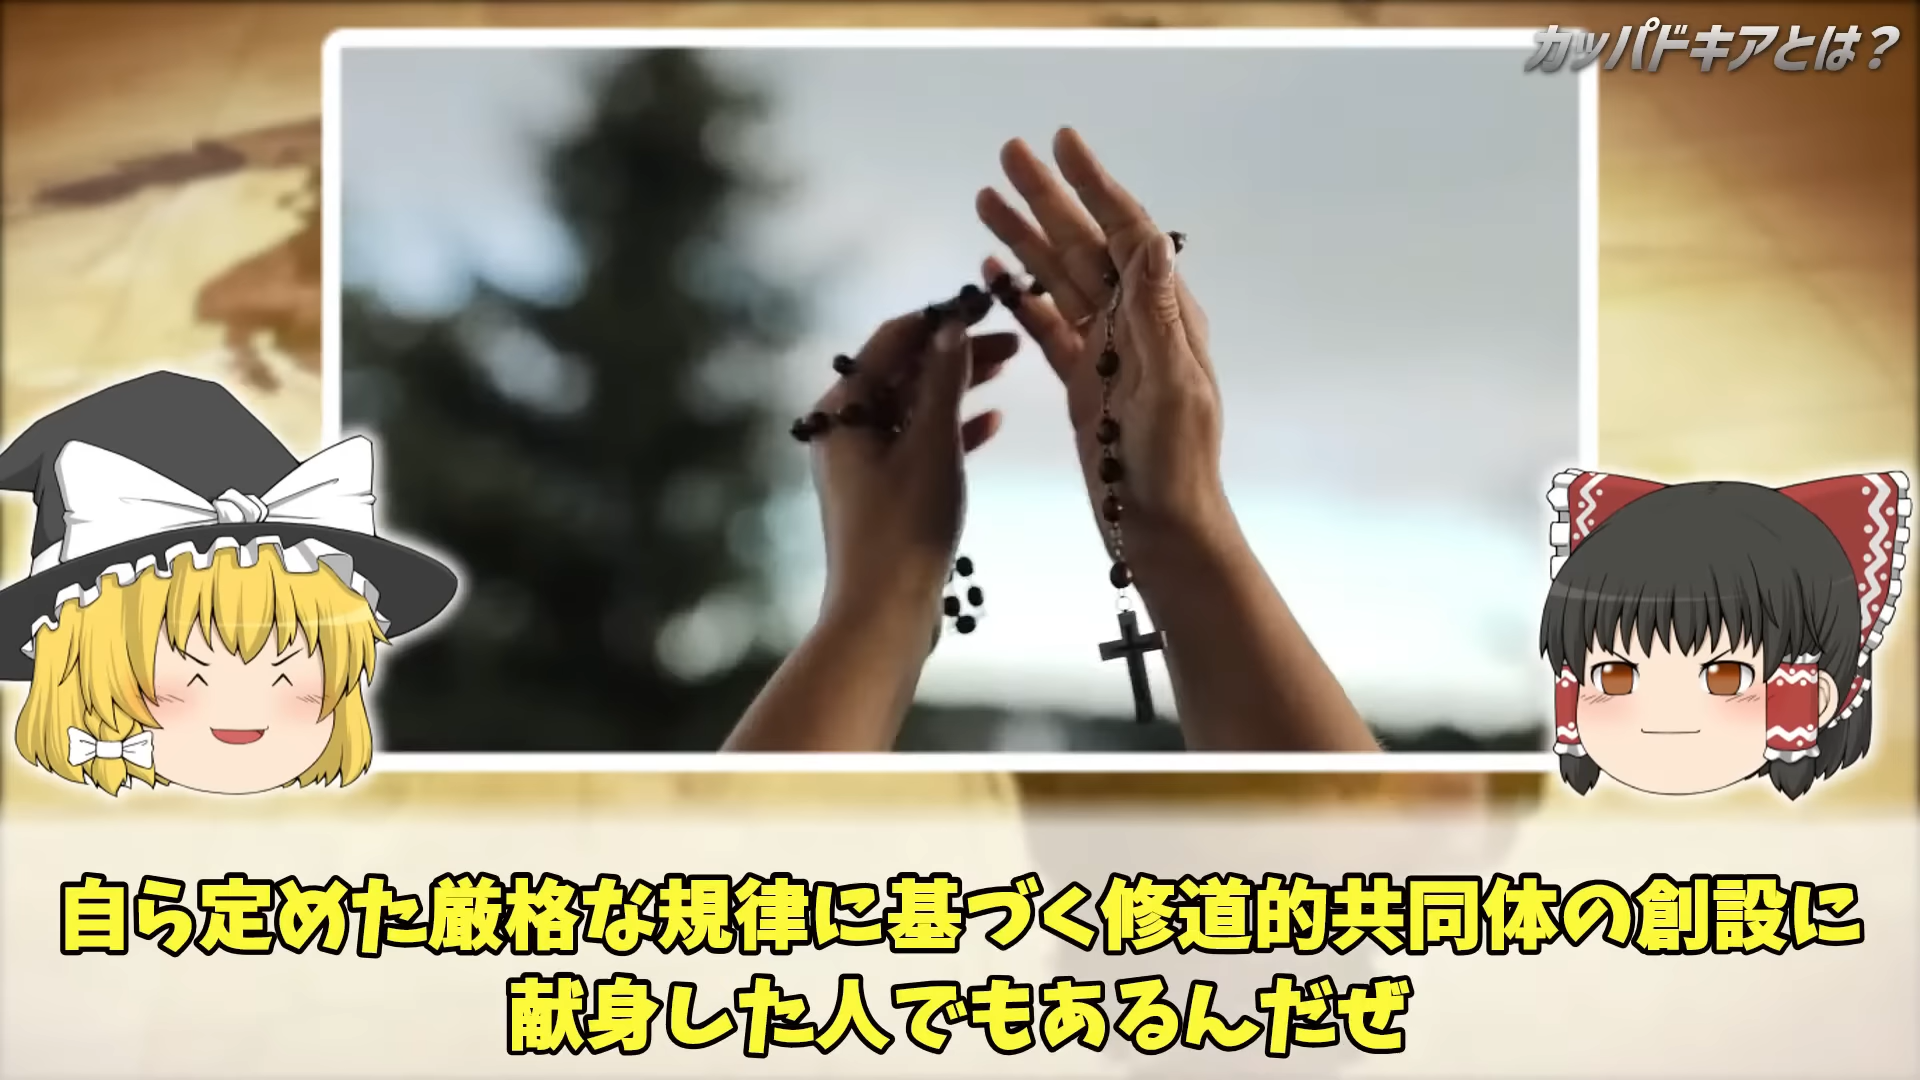 カッパドキアとは？
自ら定めた厳格な規律に基づく修道的共同体の創設に
献身した人でもあるんだぜ